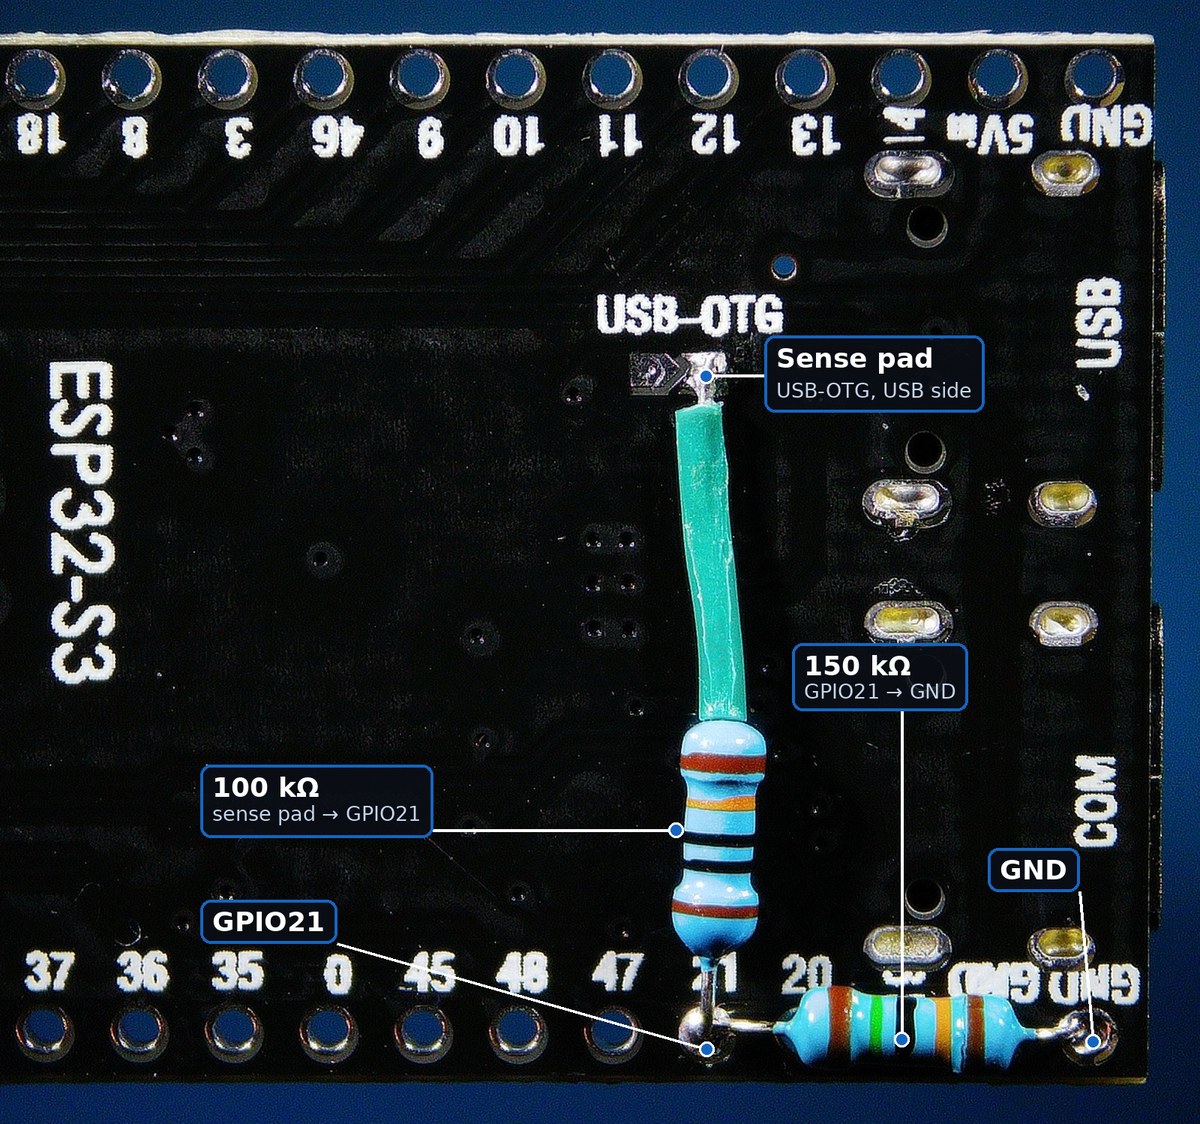 18 8 3 46 9 10 11 12 13 14 5Vin GND
USB-OTG
USB
Sense pad
USB-OTG, USB side
ESP32-S3
150 kΩ
GPIO21 → GND
100 kΩ
sense pad → GPIO21
COM
GND
GPIO21
37 36 35 0 45 48 47 21 20 GND GND